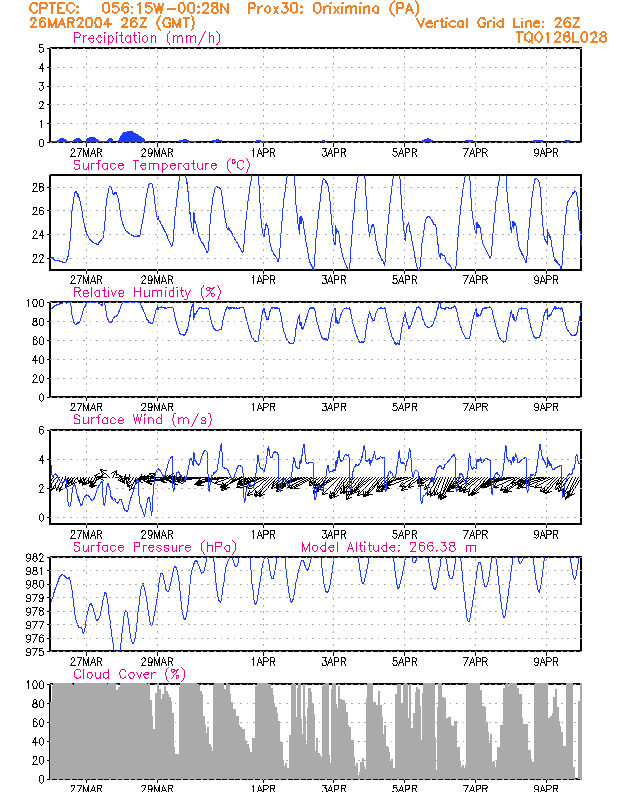 CPTEC: 056:15W-00:28N Prox30: Oriximina (PA)
26MAR2004 26Z (GMT) Vertical Grid Line: 26Z
Precipitation (mm/h) TQ0126L028
5
4
3
2
1
0
27MAR 29MAR 1APR 3APR 5APR 7APR 9APR
Surface Temperature (ºC)
28
26
24
22
27MAR 29MAR 1APR 3APR 5APR 7APR 9APR
Relative Humidity (%)
100
80
60
40
20
0
27MAR 29MAR 1APR 3APR 5APR 7APR 9APR
Surface Wind (m/s)
6
4
2
0
27MAR 29MAR 1APR 3APR 5APR 7APR 9APR
Surface Pressure (hPa) Model Altitude: 266.38 m
982
981
980
979
978
977
976
975
27MAR 29MAR 1APR 3APR 5APR 7APR 9APR
Cloud Cover (%)
100
80
60
40
20
0
27MAR 29MAR 1APR 3APR 5APR 7APR 9APR